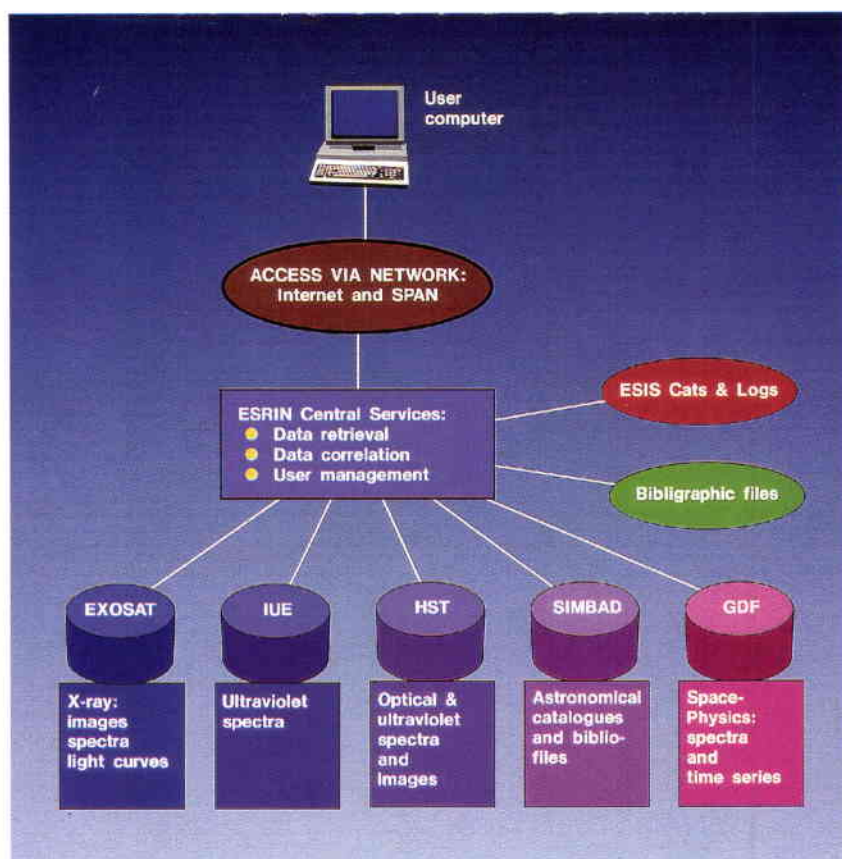 User
computer
ACCESS VIA NETWORK:
Internet and SPAN
ESRIN Central Services:
Data retrieval
Data correlation
User management
ESIS Cats & Logs
Bibligraphic files
EXOSAT
IUE
HST
SIMBAD
GDF
X-ray:
images
spectra
light curves
Ultraviolet
spectra
Optical &
ultraviolet
spectra
and
images
Astronomical
catalogues
and biblio-
files
Space-
Physics:
spectra
and
time series